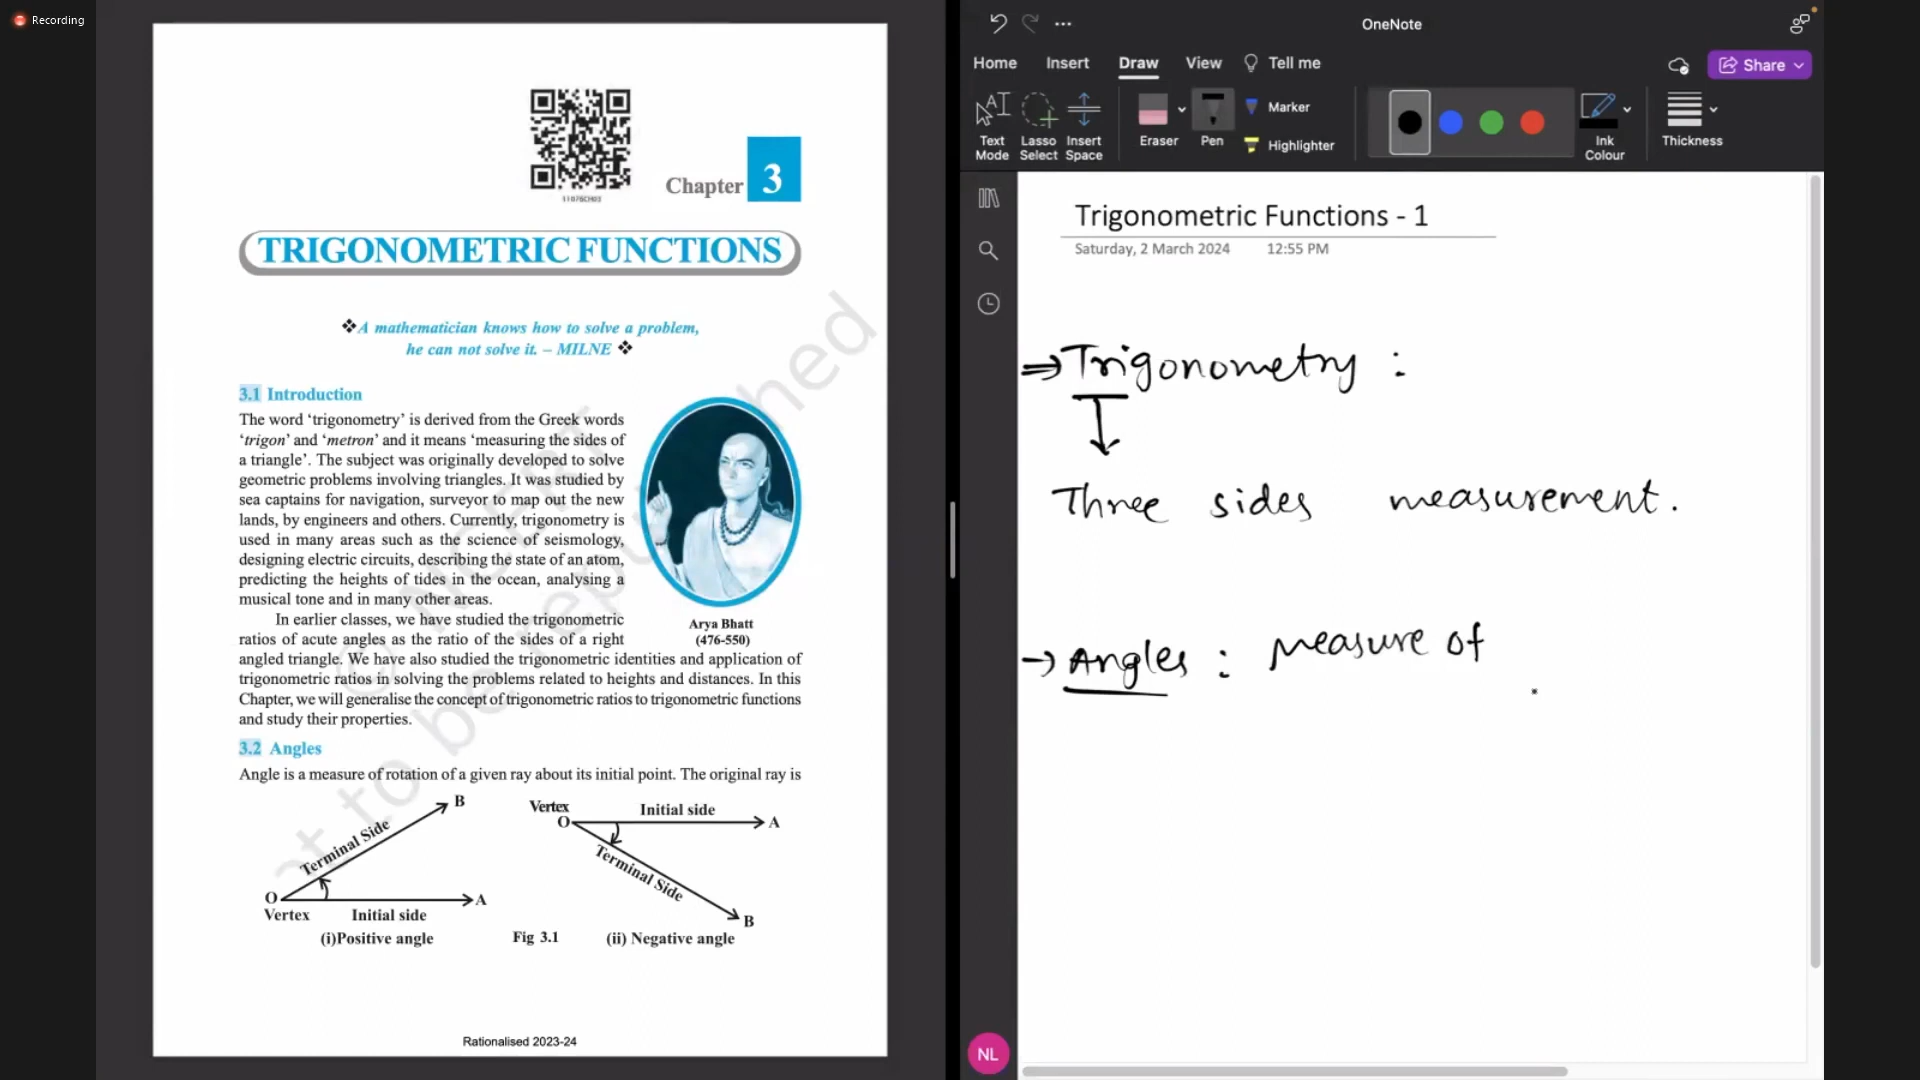 Recording
11076CH03
Chapter 3
TRIGONOMETRIC FUNCTIONS
❖A mathematician knows how to solve a problem,
he can not solve it. – MILNE ❖
3.1 Introduction
The word ‘trigonometry’ is derived from the Greek words
‘trigon’ and ‘metron’ and it means ‘measuring the sides of
a triangle’. The subject was originally developed to solve
geometric problems involving triangles. It was studied by
sea captains for navigation, surveyor to map out the new
lands, by engineers and others. Currently, trigonometry is
used in many areas such as the science of seismology,
designing electric circuits, describing the state of an atom,
predicting the heights of tides in the ocean, analysing a
musical tone and in many other areas.
Arya Bhatt
(476-550)
In earlier classes, we have studied the trigonometric
ratios of acute angles as the ratio of the sides of a right
angled triangle. We have also studied the trigonometric identities and application of
trigonometric ratios in solving the problems related to heights and distances. In this
Chapter, we will generalise the concept of trigonometric ratios to trigonometric functions
and study their properties.
3.2 Angles
Angle is a measure of rotation of a given ray about its initial point. The original ray is
B
Terminal Side
O
A
Vertex Initial side
(i)Positive angle
Fig 3.1
Vertex
Initial side
O
A
Terminal Side
B
(ii) Negative angle
© NCERT
not to be republished
Rationalised 2023-24
OneNote
Home Insert Draw View Tell me
Share
Text Mode
Lasso Select
Insert Space
Eraser
Pen
Marker
Highlighter
Ink Colour
Thickness
Trigonometric Functions - 1
Saturday, 2 March 2024 12:55 PM
⇒ Trigonometry :
↓
Three sides measurement.
→ Angles : Measure of
NL